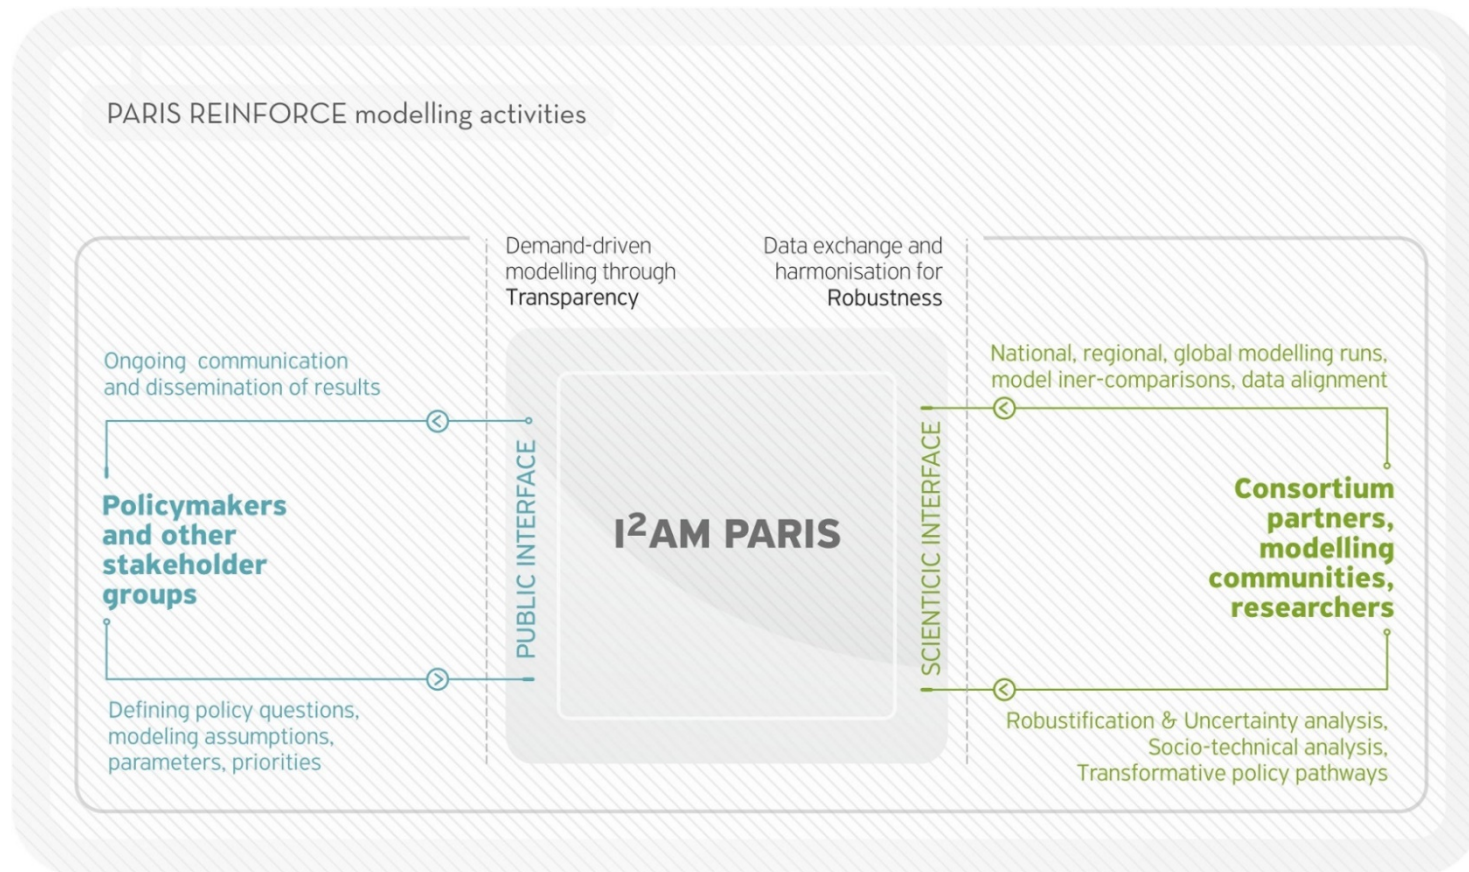 PARIS REINFORCE modelling activities
Demand-driven
modelling through
Transparency
Data exchange and
harmonisation for
Robustness
Ongoing communication
and dissemination of results
Policymakers
and other
stakeholder
groups
Defining policy questions,
modeling assumptions,
parameters, priorities
PUBLIC INTERFACE
I²AM PARIS
SCIENTICIC INTERFACE
National, regional, global modelling runs,
model iner-comparisons, data alignment
Consortium
partners,
modelling
communities,
researchers
Robustification & Uncertainty analysis,
Socio-technical analysis,
Transformative policy pathways